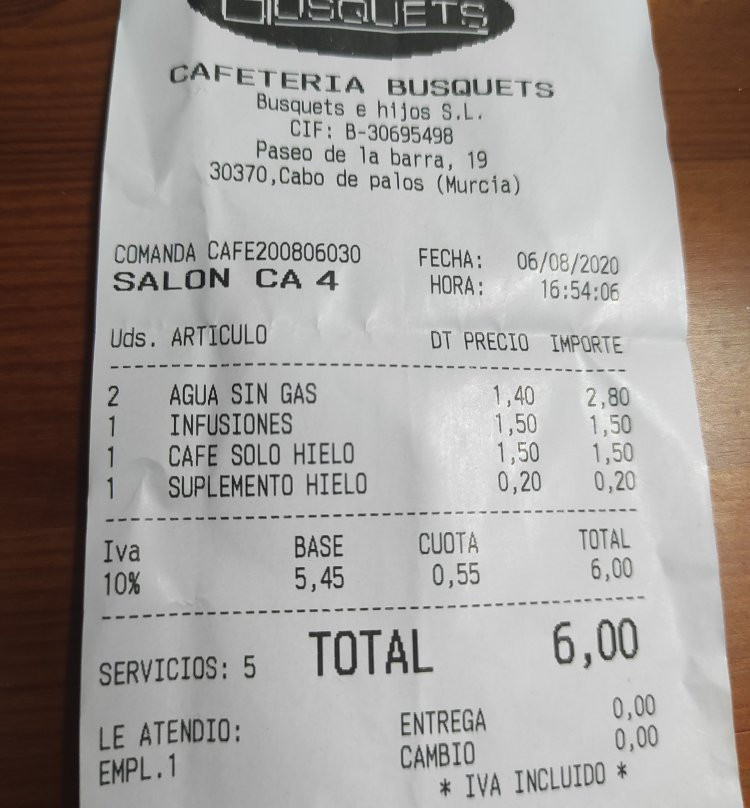 BUSQUETS
CAFETERIA BUSQUETS
Busquets e hijos S.L.
CIF: B-30695498
Paseo de la barra, 19
30370,Cabo de palos (Murcia)
COMANDA CAFE200806030 FECHA: 06/08/2020
SALON CA 4 HORA: 16:54:06
Uds. ARTICULO DT PRECIO IMPORTE
2 AGUA SIN GAS 1,40 2,80
1 INFUSIONES 1,50 1,50
1 CAFE SOLO HIELO 1,50 1,50
1 SUPLEMENTO HIELO 0,20 0,20
Iva BASE CUOTA TOTAL
10% 5,45 0,55 6,00
SERVICIOS: 5 TOTAL 6,00
LE ATENDIO: ENTREGA 0,00
EMPL.1 CAMBIO 0,00
* IVA INCLUIDO *